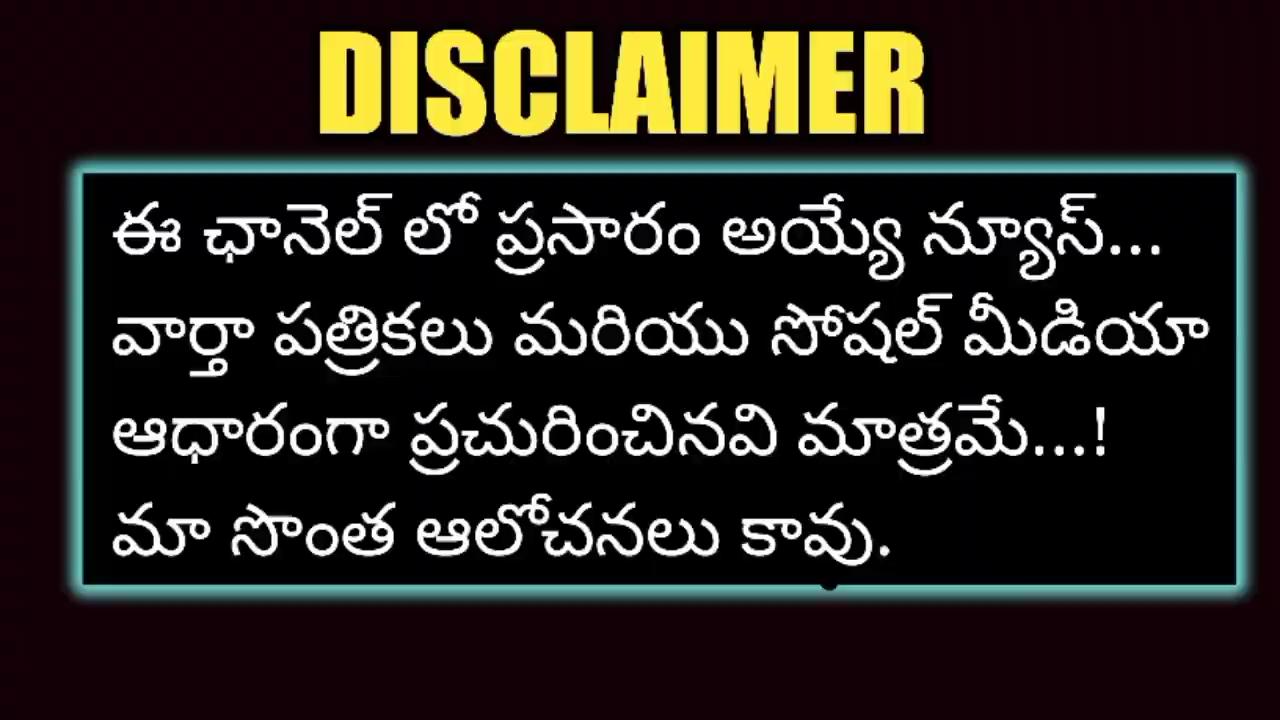 DISCLAIMER
ఈ ఛానెల్ లో ప్రసారం అయ్యే న్యూస్...
వార్తా పత్రికలు మరియు సోషల్ మీడియా
ఆధారంగా ప్రచురించినవి మాత్రమే...!
మా సొంత ఆలోచనలు కావు.